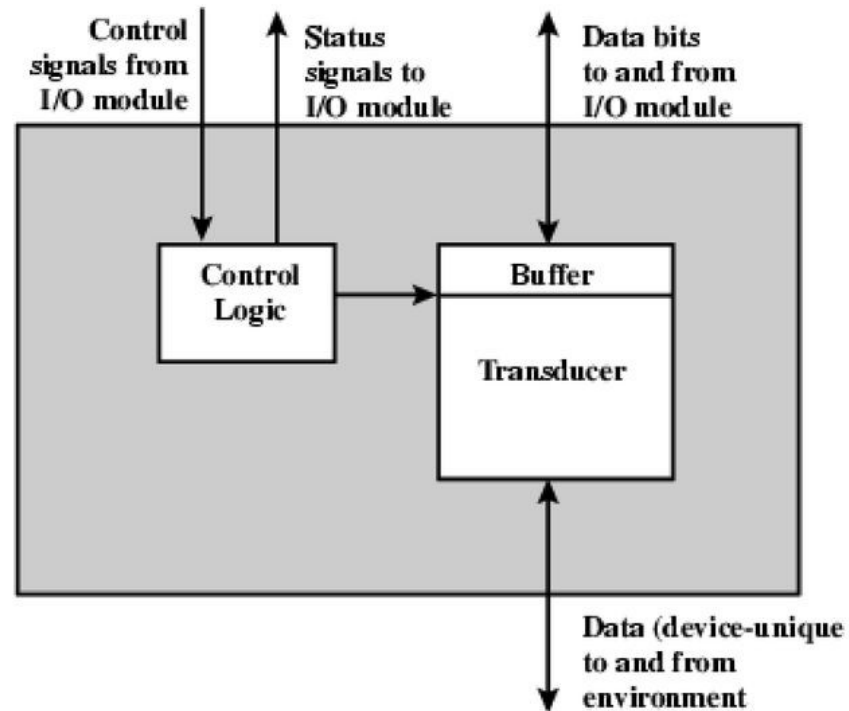 Control
signals from
I/O module
Status
signals to
I/O module
Data bits
to and from
I/O module
Control
Logic
Buffer
Transducer
Data (device-unique
to and from
environment